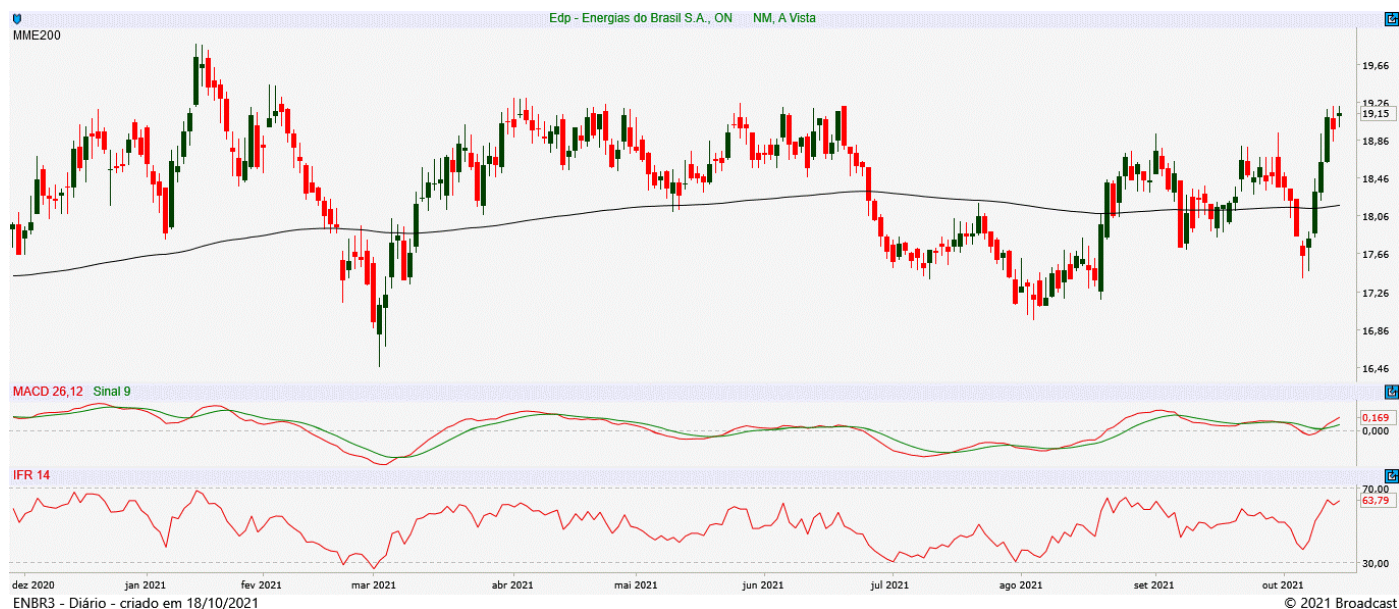 Edp - Energias do Brasil S.A., ON NM, A Vista
MME200
19,66
19,26
19,15
18,86
18,46
18,06
17,66
17,26
16,86
16,46
MACD 26,12 Sinal 9
0,169
0,000
IFR 14
70,00
63,79
30,00
dez 2020 jan 2021 fev 2021 mar 2021 abr 2021 mai 2021 jun 2021 jul 2021 ago 2021 set 2021 out 2021
ENBR3 - Diário - criado em 18/10/2021 © 2021 Broadcast